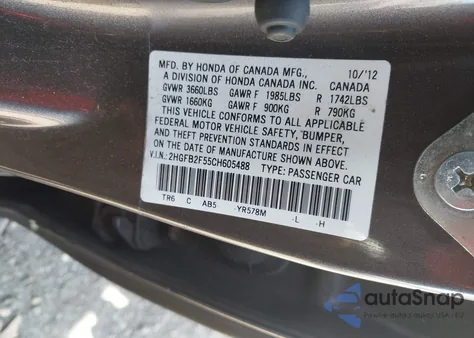 MFD. BY HONDA OF CANADA MFG., 10/'12
A DIVISION OF HONDA CANADA INC. CANADA
GVWR 3660LBS GAWR F 1985LBS R 1742LBS
GVWR 1660KG GAWR F 900KG R 790KG
THIS VEHICLE CONFORMS TO ALL APPLICABLE
FEDERAL MOTOR VEHICLE SAFETY, BUMPER,
AND THEFT PREVENTION STANDARDS IN EFFECT
ON THE DATE OF MANUFACTURE SHOWN ABOVE.
V.I.N.: 2HGFB2F55CH605488 TYPE: PASSENGER CAR
TR6 C AB5 -YR578M -L -H
autoSnap